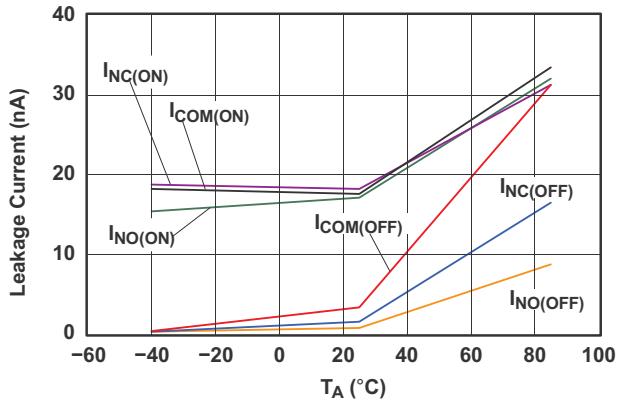 40
30
20
10
0
Leakage Current (nA)
I_NC(ON)
I_COM(ON)
I_NO(ON)
I_COM(OFF)
I_NC(OFF)
I_NO(OFF)
−60 −40 −20 0 20 40 60 80 100
T_A (°C)